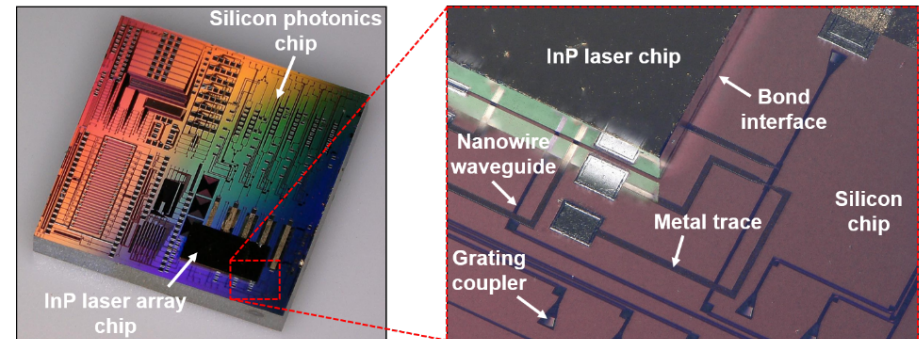 Silicon photonics
chip
InP laser array
chip
InP laser chip
Bond
interface
Nanowire
waveguide
Silicon
chip
Metal trace
Grating
coupler